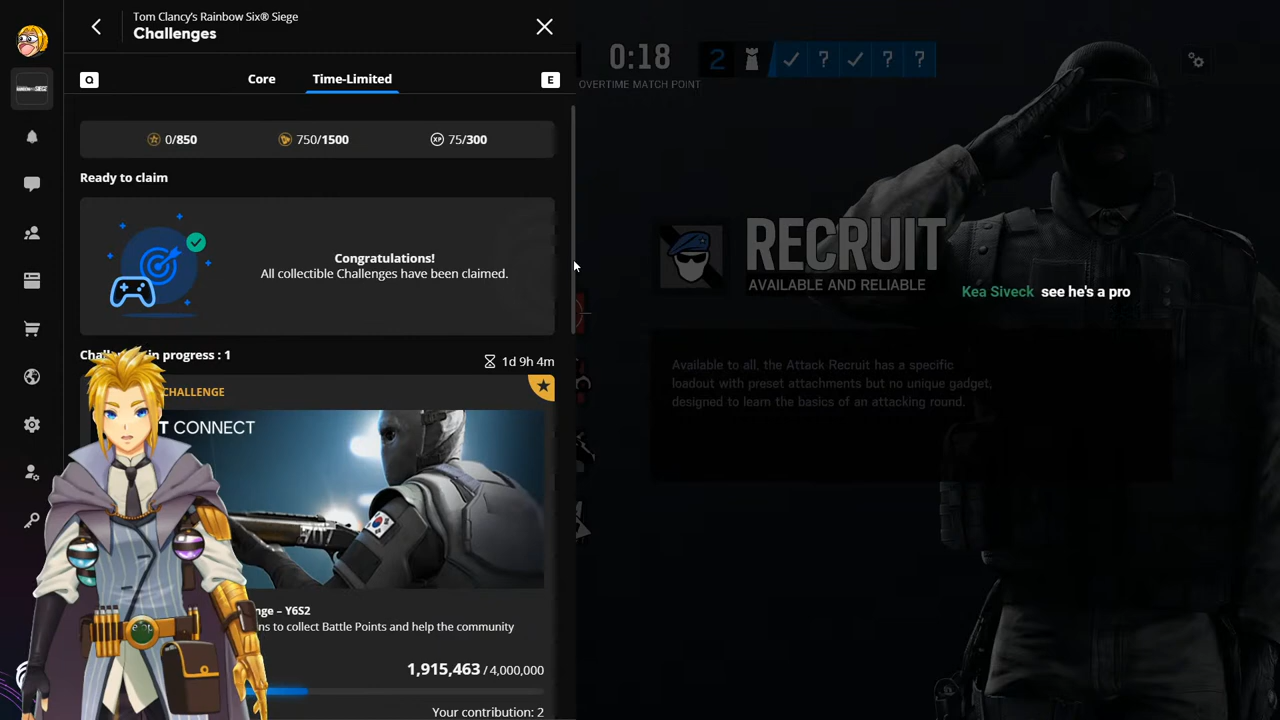 Tom Clancy's Rainbow Six® Siege
Challenges
Q
Core
Time-Limited
E
0/850
750/1500
XP 75/300
Ready to claim
Congratulations!
All collectible Challenges have been claimed.
in progress : 1
1d 9h 4m
CHALLENGE
CONNECT
707
– Y6S2
to collect Battle Points and help the community
1,915,463 / 4,000,000
Your contribution: 2
0:18
2
? ? ?
OVERTIME MATCH POINT
RECRUIT
AVAILABLE AND RELIABLE
Kea Siveck see he's a pro
Available to all, the Attack Recruit has a specific
loadout with preset attachments but no unique gadget,
designed to learn the basics of an attacking round.